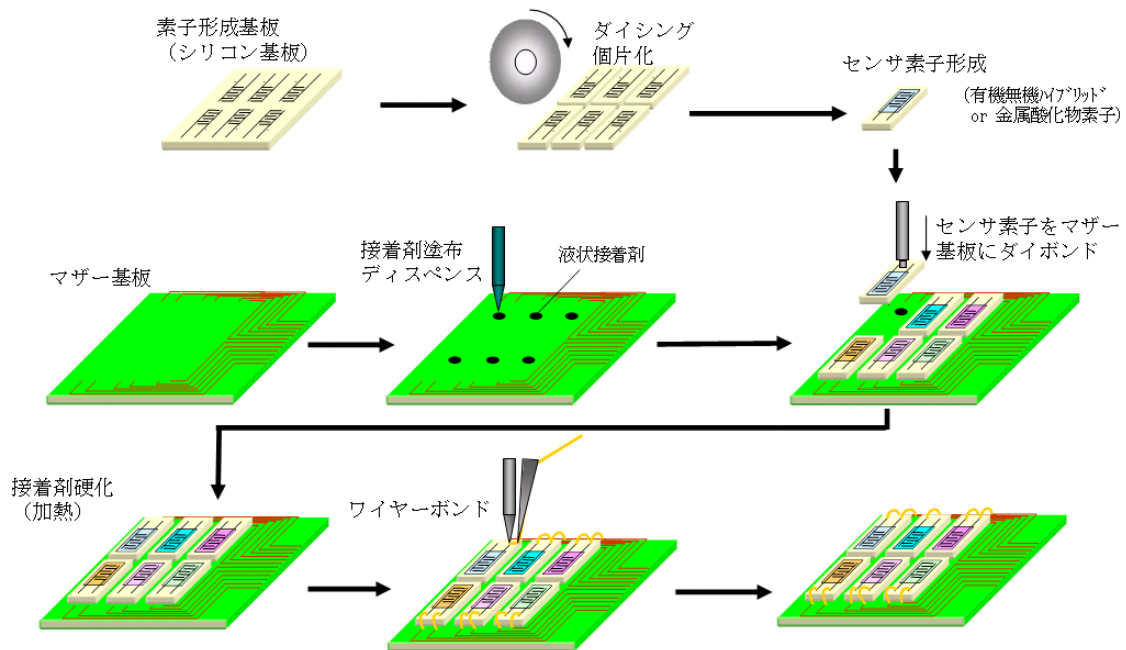 素子形成基板
（シリコン基板）
ダイシング
個片化
センサ素子形成
（有機無機ﾊｲﾌﾞﾘｯﾄﾞ
or 金属酸化物素子）
マザー基板
接着剤塗布
ディスペンス
液状接着剤
センサ素子をマザー
基板にダイボンド
接着剤硬化
（加熱）
ワイヤーボンド